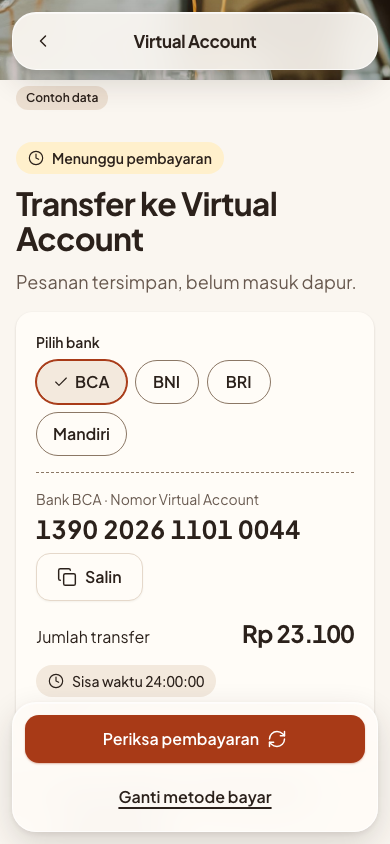 Virtual Account
Contoh data
Menunggu pembayaran
Transfer ke Virtual
Account
Pesanan tersimpan, belum masuk dapur.
Pilih bank
BCA
BNI
BRI
Mandiri
Bank BCA · Nomor Virtual Account
1390 2026 1101 0044
Salin
Jumlah transfer
Rp 23.100
Sisa waktu 24:00:00
Periksa pembayaran
Ganti metode bayar